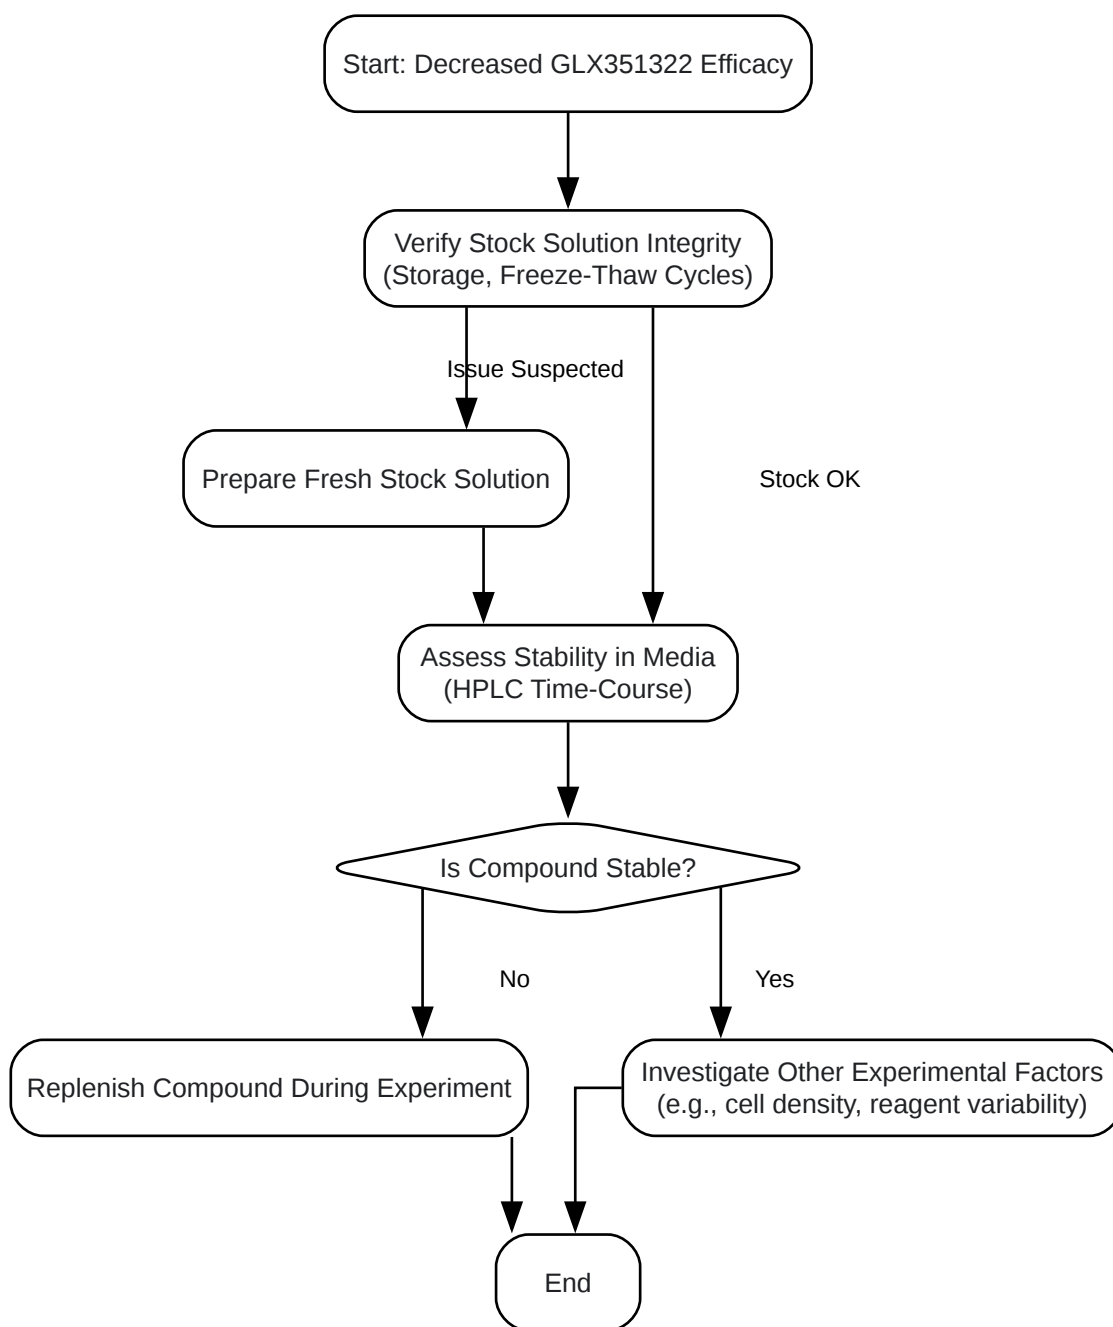 Start: Decreased GLX351322 Efficacy
Verify Stock Solution Integrity
(Storage, Freeze-Thaw Cycles)
Issue Suspected
Prepare Fresh Stock Solution
Stock OK
Assess Stability in Media
(HPLC Time-Course)
Is Compound Stable?
No
Yes
Replenish Compound During Experiment
Investigate Other Experimental Factors
(e.g., cell density, reagent variability)
End